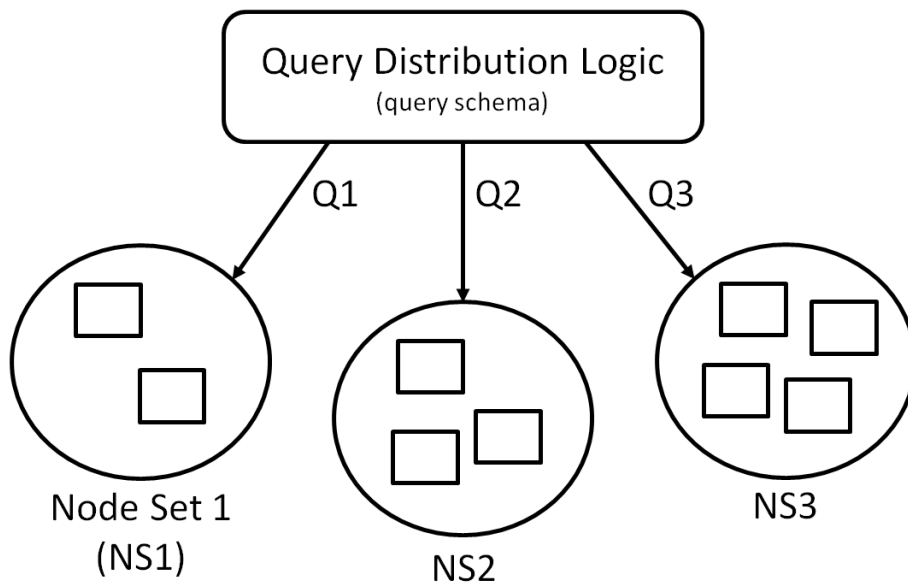 Query Distribution Logic
(query schema)
Q1
Q2
Q3
Node Set 1
(NS1)
NS2
NS3